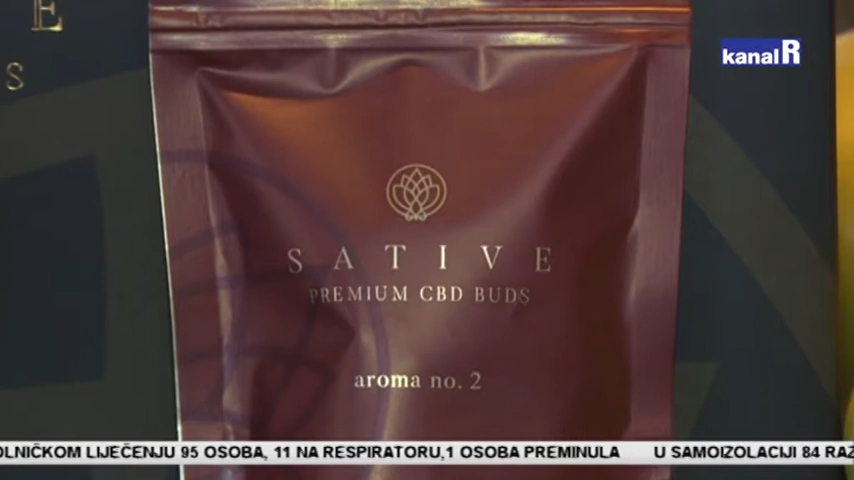 E
S
kanal R
SATIVE
PREMIUM CBD BUDS
aroma no. 2
OLNIČKOM LIJEČENJU 95 OSOBA, 11 NA RESPIRATORU,1 OSOBA PREMINULA U SAMOIZOLACIJI 84 RAZ